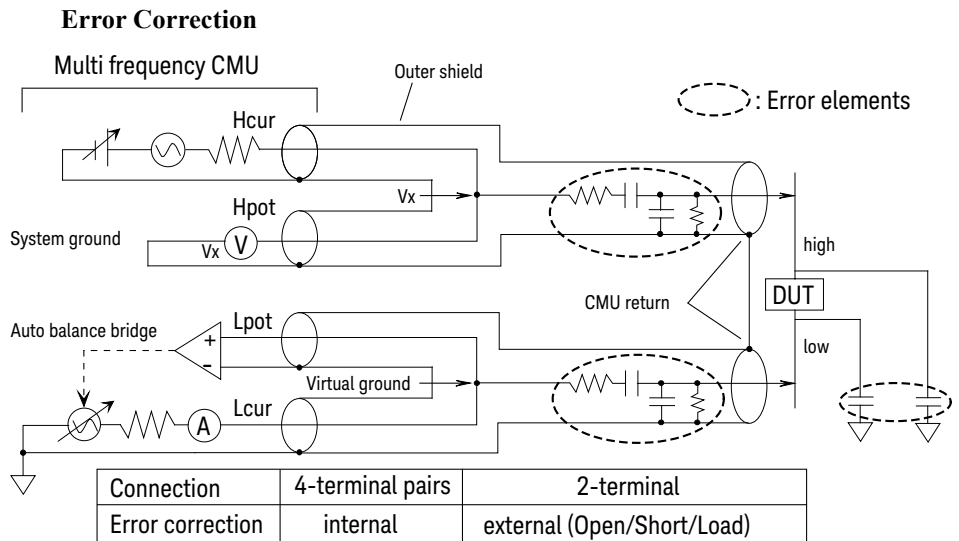 Error Correction
Multi frequency CMU
Outer shield
: Error elements
Hcur
Vx
Hpot
System ground
Vx
V
high
CMU return
DUT
Auto balance bridge
Lpot
+
-
low
Virtual ground
Lcur
A
Connection 4-terminal pairs 2-terminal
Error correction internal external (Open/Short/Load)